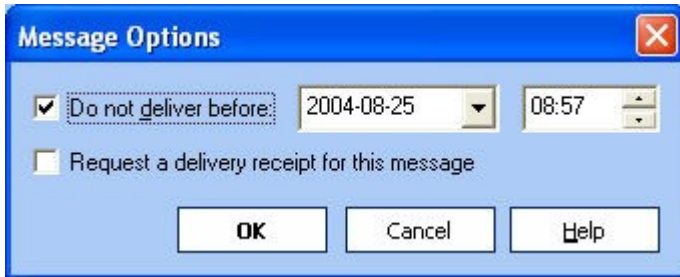 Message Options
Do not deliver before: 2004-08-25 08:57
Request a delivery receipt for this message
OK Cancel Help